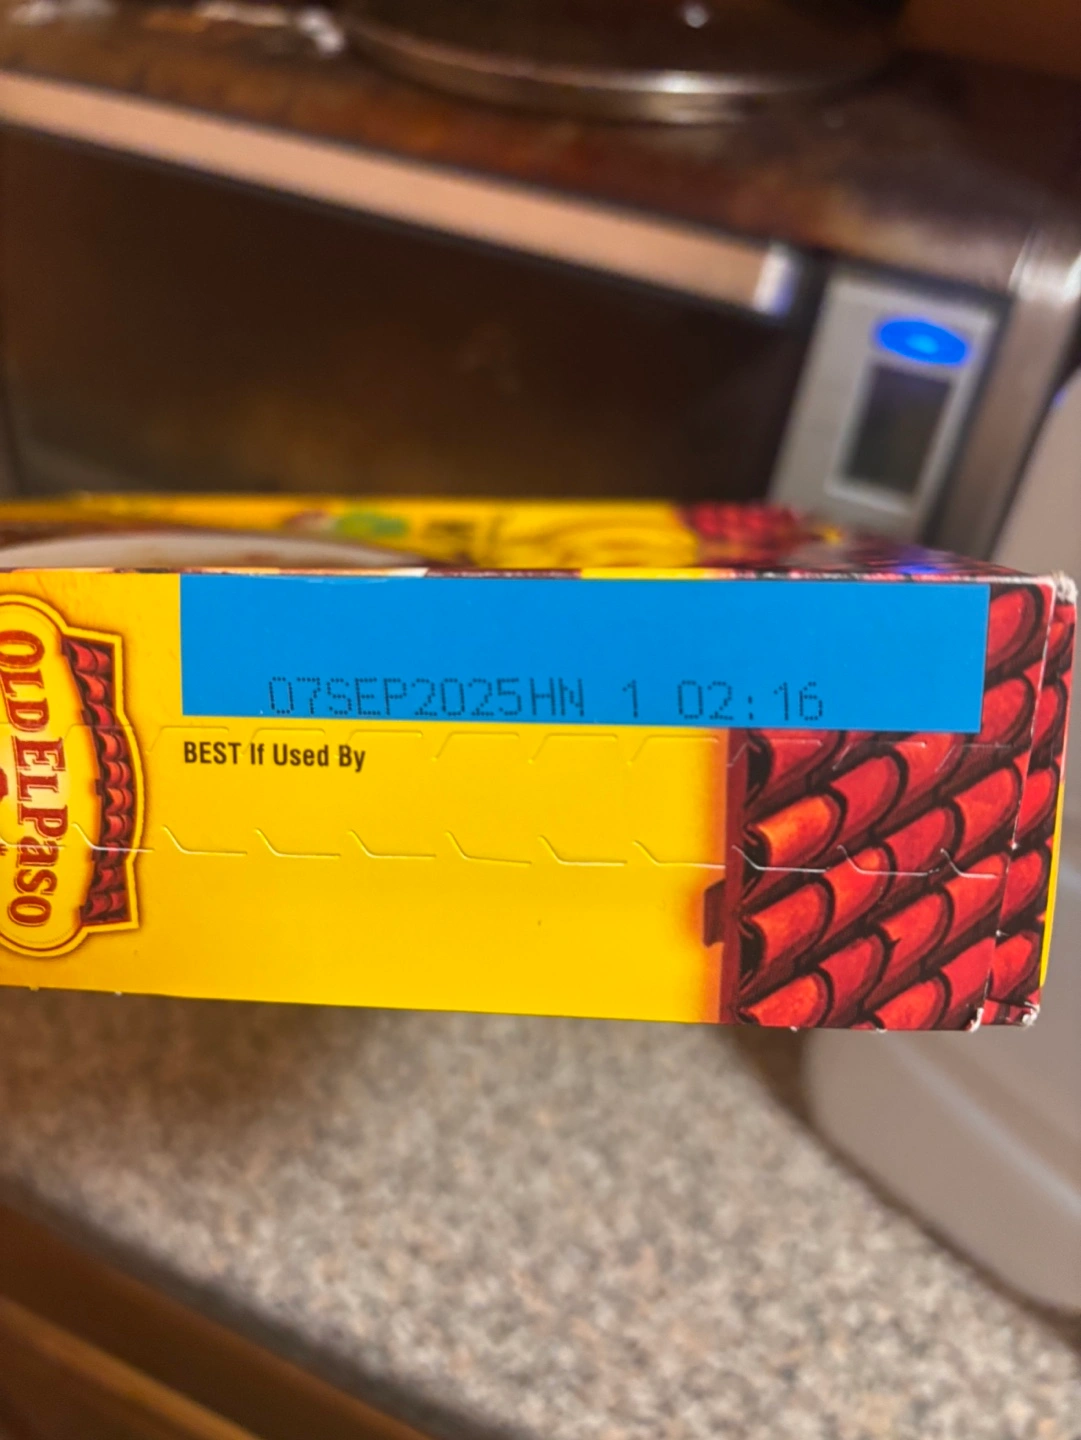 07SEP2025HN 1 02:16
BEST If Used By
OLD EL PASO